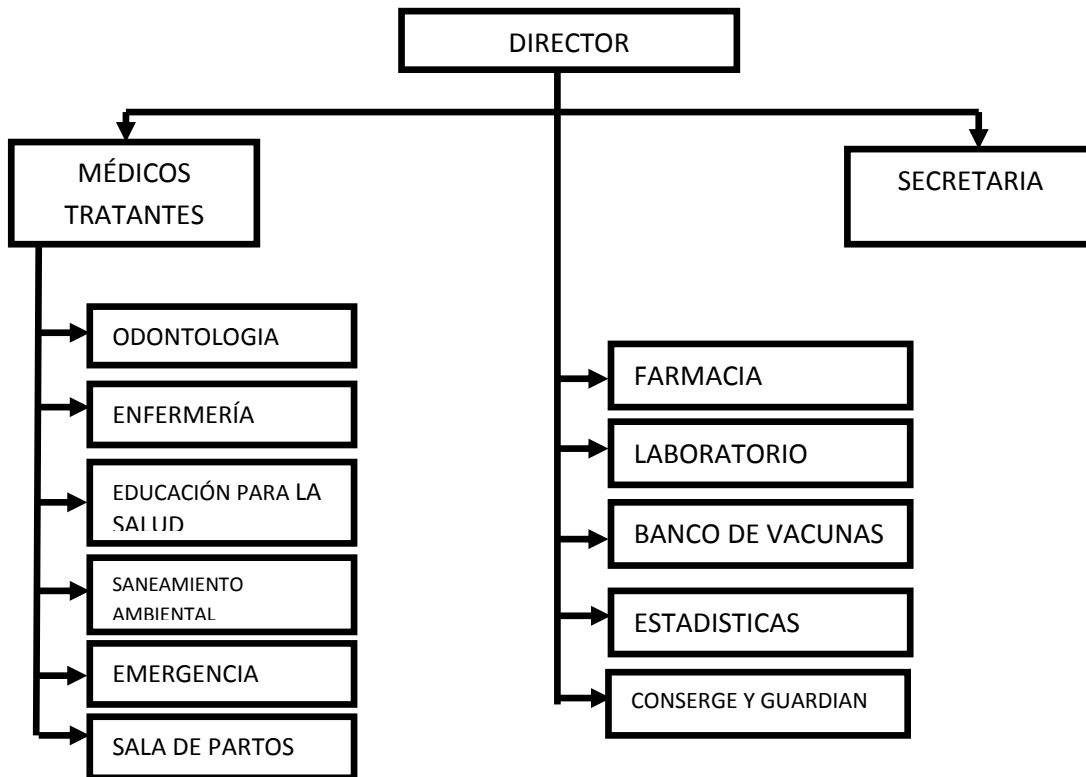 DIRECTOR
MÉDICOS
TRATANTES
SECRETARIA
ODONTOLOGIA
ENFERMERÍA
EDUCACIÓN PARA LA
SALUD
SANEAMIENTO
AMBIENTAL
EMERGENCIA
SALA DE PARTOS
FARMACIA
LABORATORIO
BANCO DE VACUNAS
ESTADISTICAS
CONSERGE Y GUARDIAN